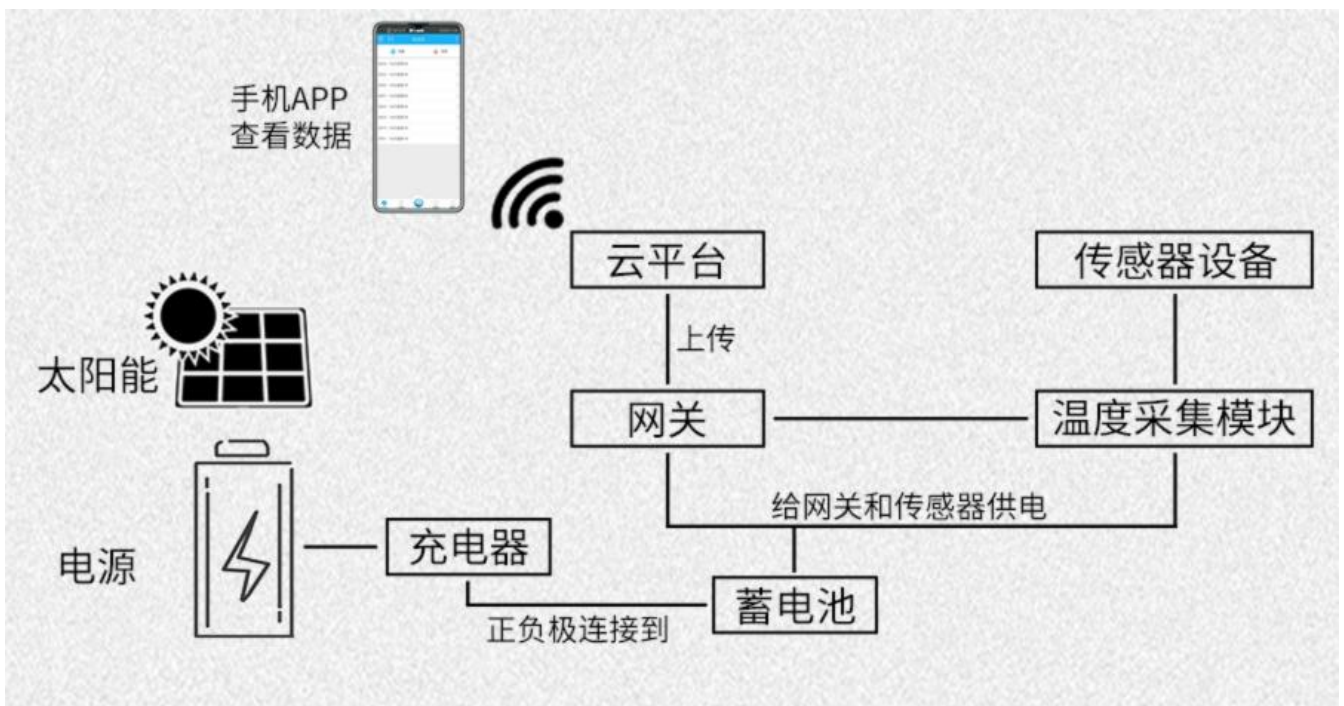 手机APP
查看数据
云平台
传感器设备
上传
太阳能
网关
温度采集模块
给网关和传感器供电
电源
充电器
蓄电池
正负极连接到